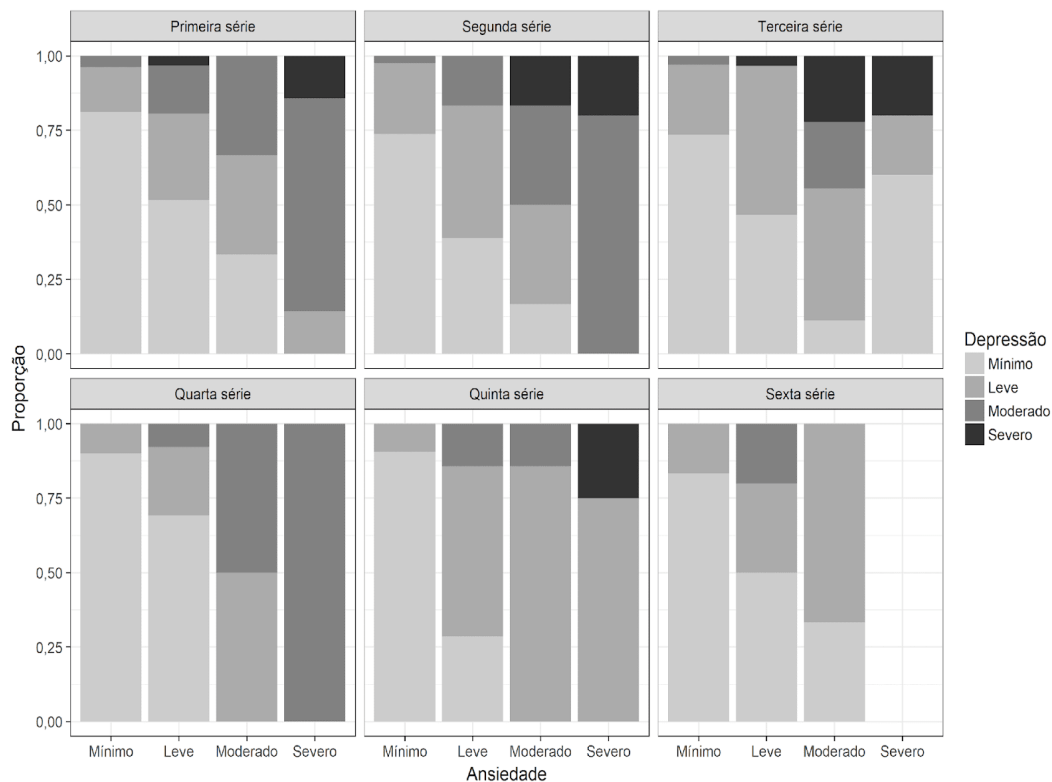 Primeira série
Segunda série
Terceira série
1,00
0,75
0,50
0,25
0,00
Quarta série
Quinta série
Sexta série
1,00
0,75
0,50
0,25
0,00
Mínimo Leve Moderado Severo
Mínimo Leve Moderado Severo
Mínimo Leve Moderado Severo
Proporção
Ansiedade
Depressão
Mínimo
Leve
Moderado
Severo